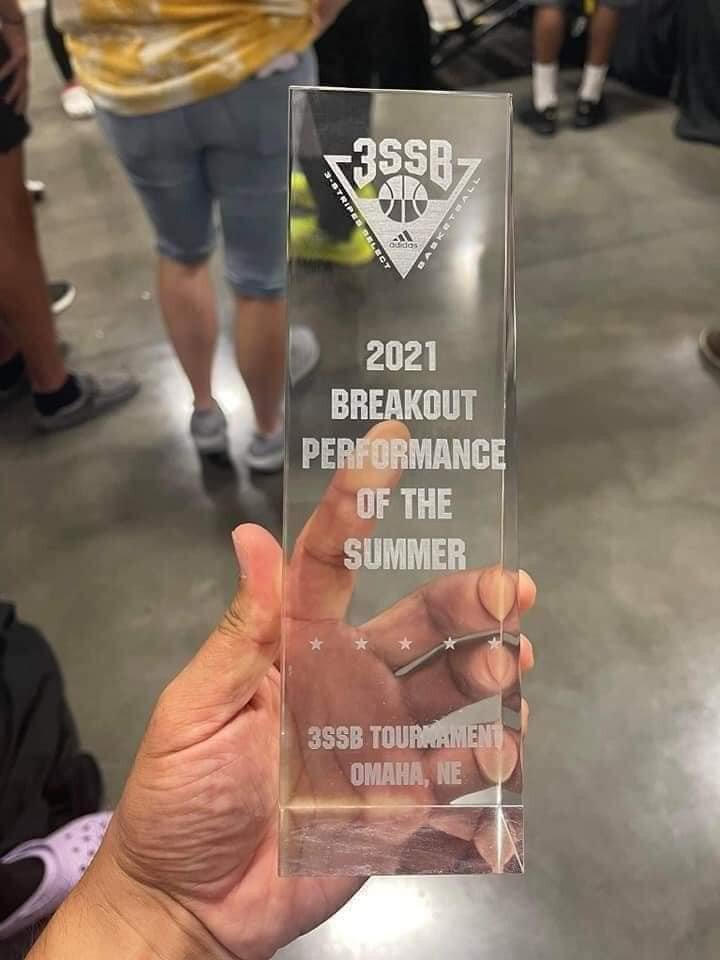 3SSB
3-STRIPES SELECT
BASKETBALL
adidas
2021
BREAKOUT
PERFORMANCE
OF THE
SUMMER
3SSB TOURNAMENT
OMAHA, NE